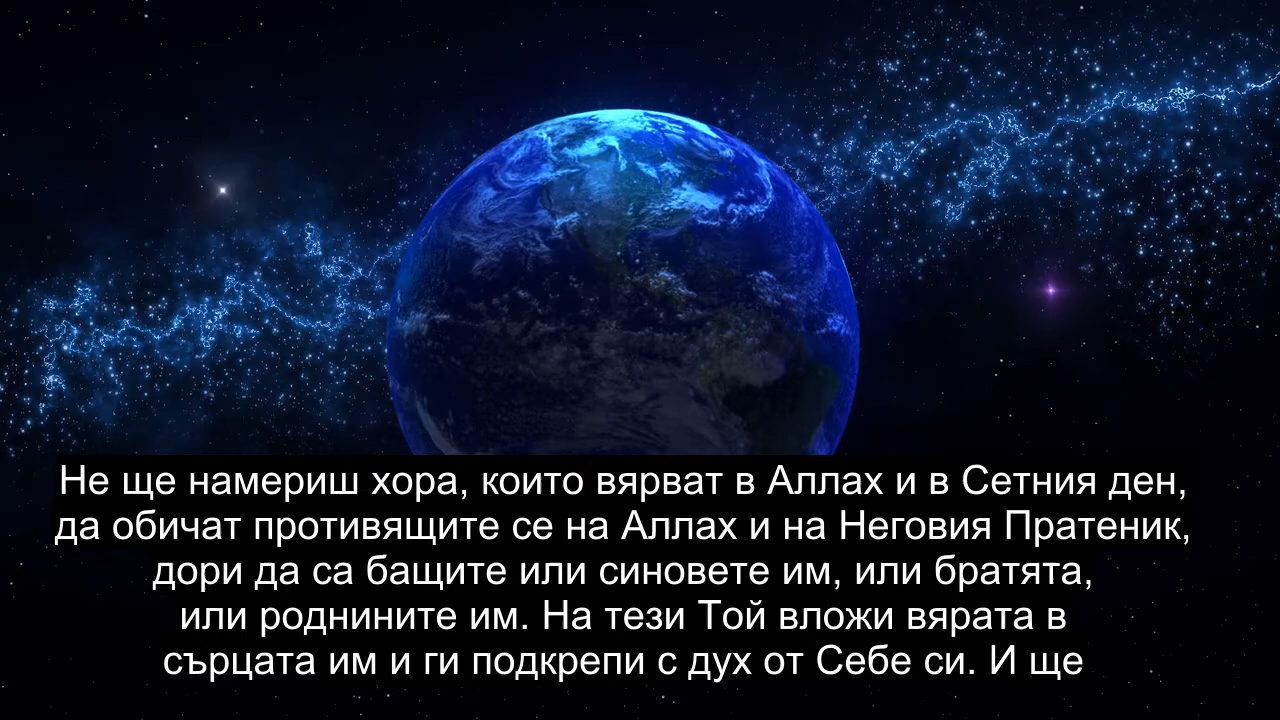 Не ще намериш хора, които вярват в Аллах и в Сетния ден,
да обичат противящите се на Аллах и на Неговия Пратеник,
дори да са бащите или синовете им, или братята,
или роднините им. На тези Той вложи вярата в
сърцата им и ги подкрепи с дух от Себе си. И ще